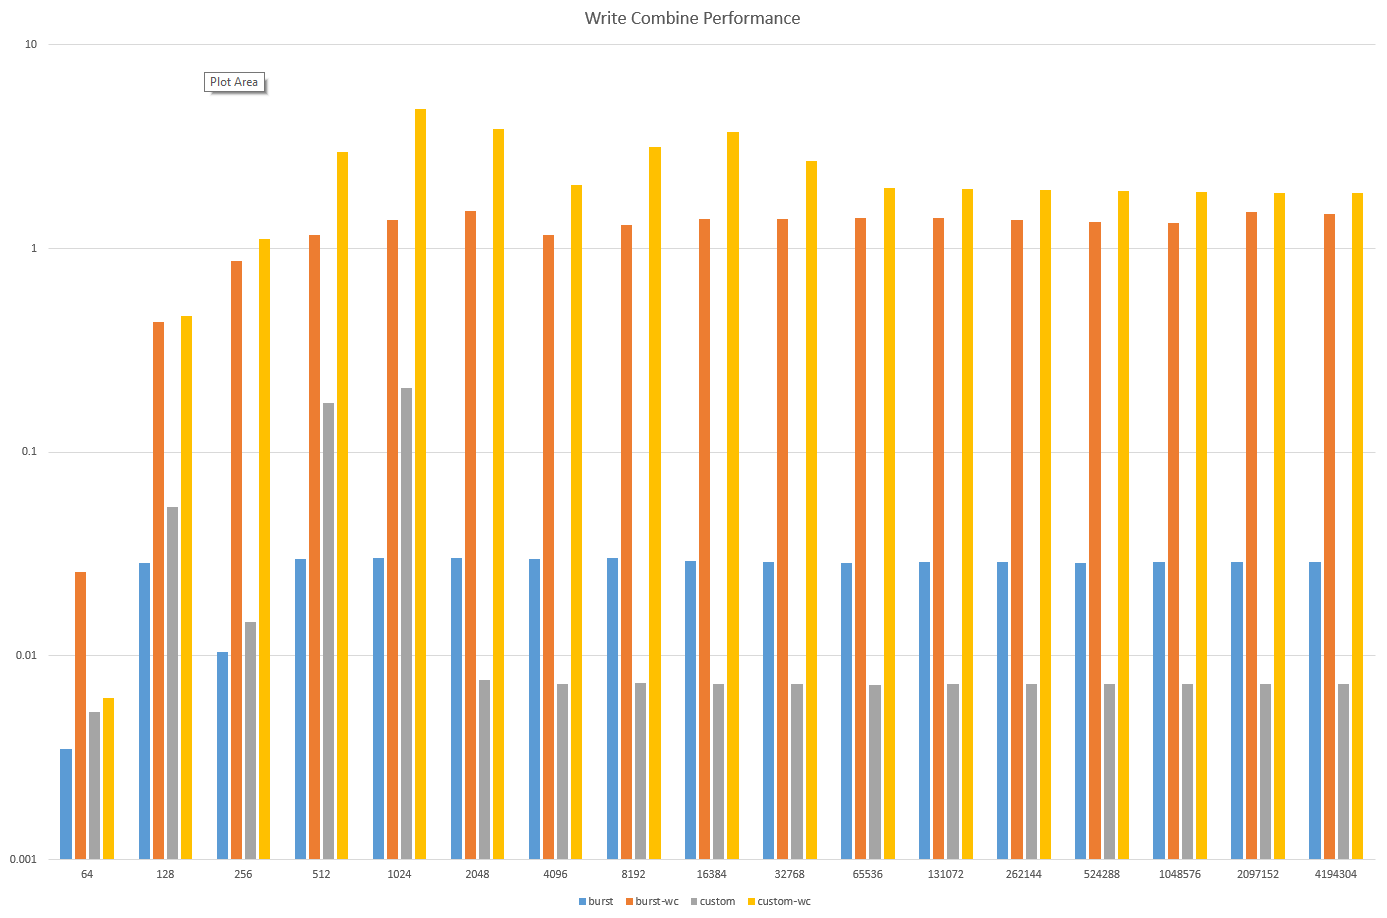 Write Combine Performance
10
Plot Area
1
0.1
0.01
0.001
64 128 256 512 1024 2048 4096 8192 16384 32768 65536 131072 262144 524288 1048576 2097152 4194304
burst burst-wc custom custom-wc